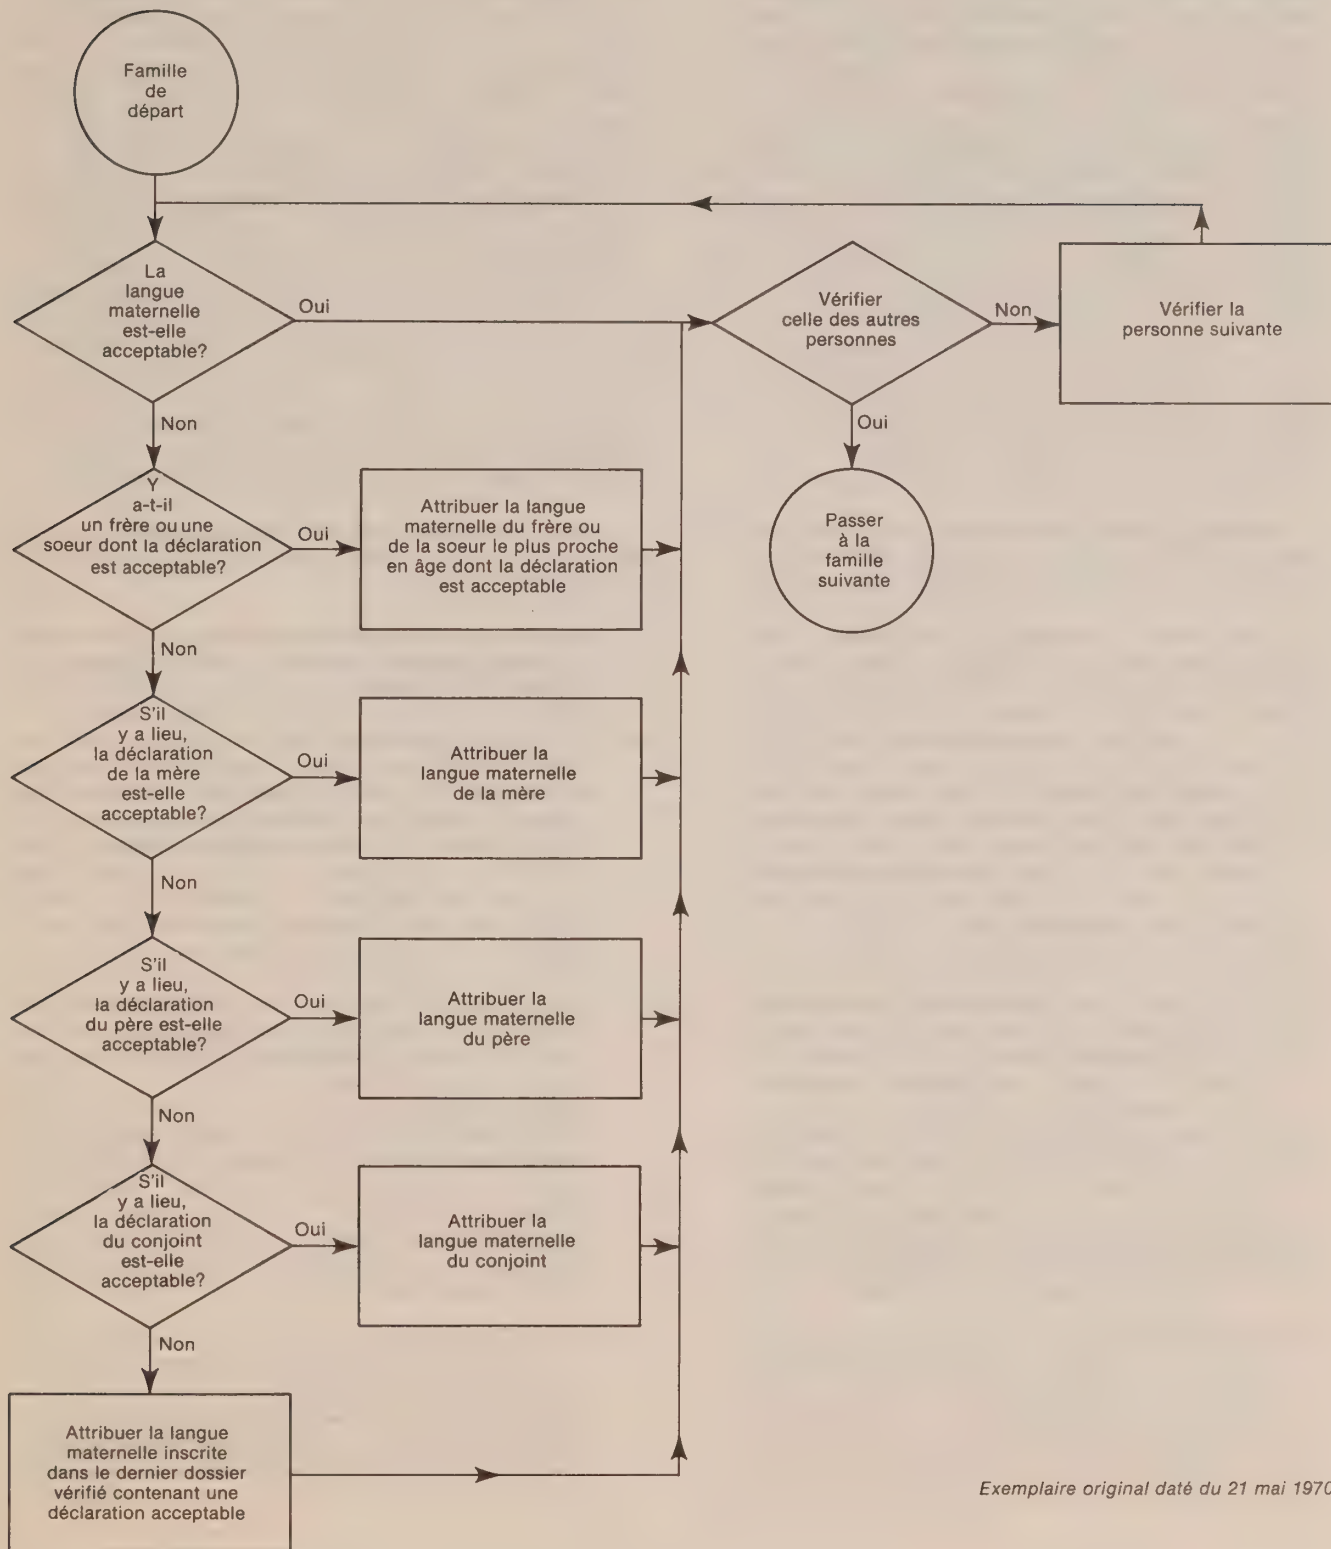 Famille
de
départ
La
langue
maternelle
est-elle
acceptable?
Oui
Vérifier
celle des autres
personnes
Non
Vérifier la
personne suivante
Non
Oui
Y
a-t-il
un frère ou une
soeur dont la déclaration
est acceptable?
Oui
Attribuer la langue
maternelle du frère ou
de la soeur le plus proche
en âge dont la déclaration
est acceptable
Passer
à la
famille
suivante
Non
S'il
y a lieu,
la déclaration
de la mère
est-elle
acceptable?
Oui
Attribuer la
langue maternelle
de la mère
Non
S'il
y a lieu,
la déclaration
du père est-elle
acceptable?
Oui
Attribuer la
langue maternelle
du père
Non
S'il
y a lieu,
la déclaration
du conjoint
est-elle
acceptable?
Oui
Attribuer la
langue maternelle
du conjoint
Non
Attribuer la langue
maternelle inscrite
dans le dernier dossier
vérifié contenant une
déclaration acceptable
Exemplaire original daté du 21 mai 1970